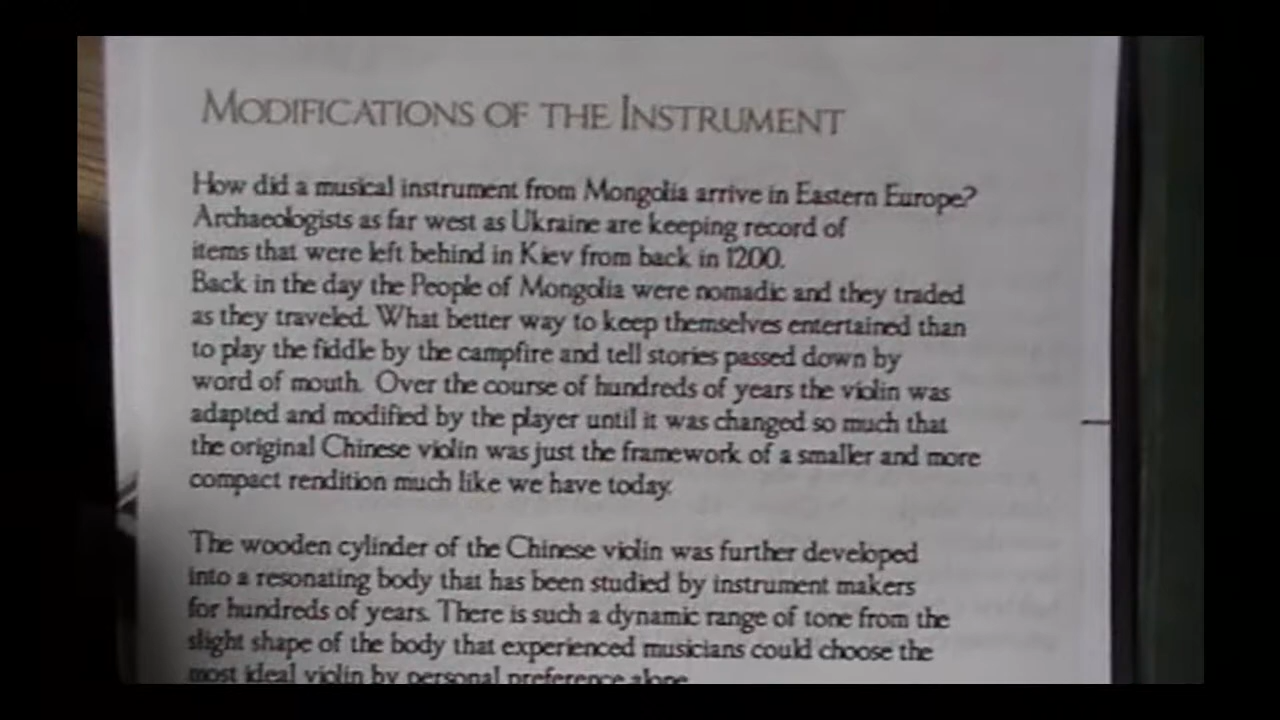 MODIFICATIONS OF THE INSTRUMENT
How did a musical instrument from Mongolia arrive in Eastern Europe?
Archaeologists as far west as Ukraine are keeping record of
items that were left behind in Kiev from back in 1200.
Back in the day the People of Mongolia were nomadic and they traded
as they traveled. What better way to keep themselves entertained than
to play the fiddle by the campfire and tell stories passed down by
word of mouth. Over the course of hundreds of years the violin was
adapted and modified by the player until it was changed so much that
the original Chinese violin was just the framework of a smaller and more
compact rendition much like we have today.
The wooden cylinder of the Chinese violin was further developed
into a resonating body that has been studied by instrument makers
for hundreds of years. There is such a dynamic range of tone from the
slight shape of the body that experienced musicians could choose the
most ideal violin by personal preference alone